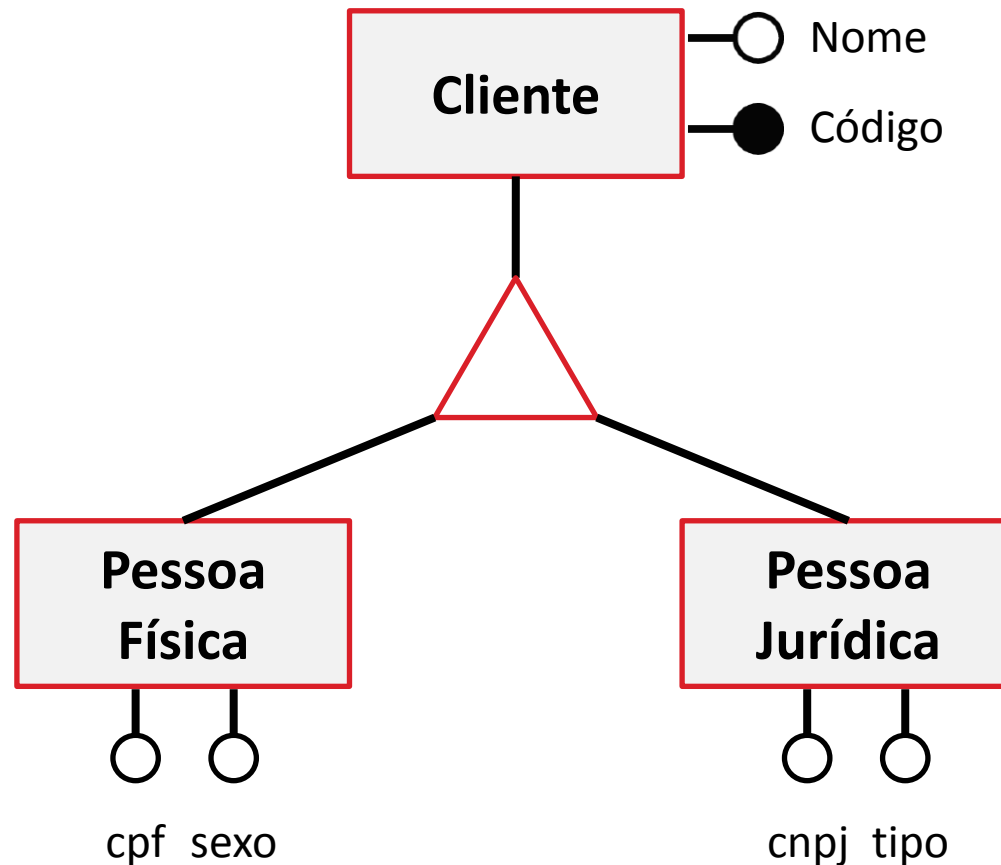 Cliente
Nome
Código
Pessoa
Física
Pessoa
Jurídica
cpf sexo
cnpj tipo